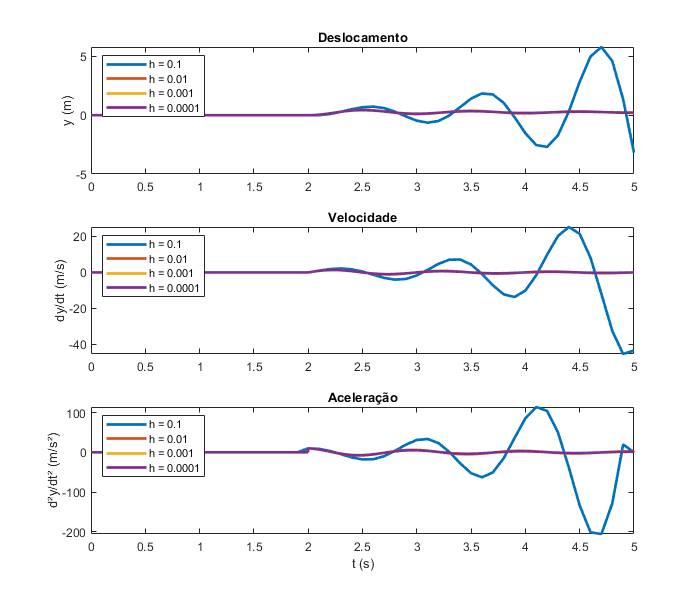 Deslocamento
y (m)
5
0
-5
h = 0.1
h = 0.01
h = 0.001
h = 0.0001
0 0.5 1 1.5 2 2.5 3 3.5 4 4.5 5
Velocidade
dy/dt (m/s)
20
0
-20
-40
h = 0.1
h = 0.01
h = 0.001
h = 0.0001
0 0.5 1 1.5 2 2.5 3 3.5 4 4.5 5
Aceleração
d²y/dt² (m/s²)
100
0
-100
-200
h = 0.1
h = 0.01
h = 0.001
h = 0.0001
0 0.5 1 1.5 2 2.5 3 3.5 4 4.5 5
t (s)